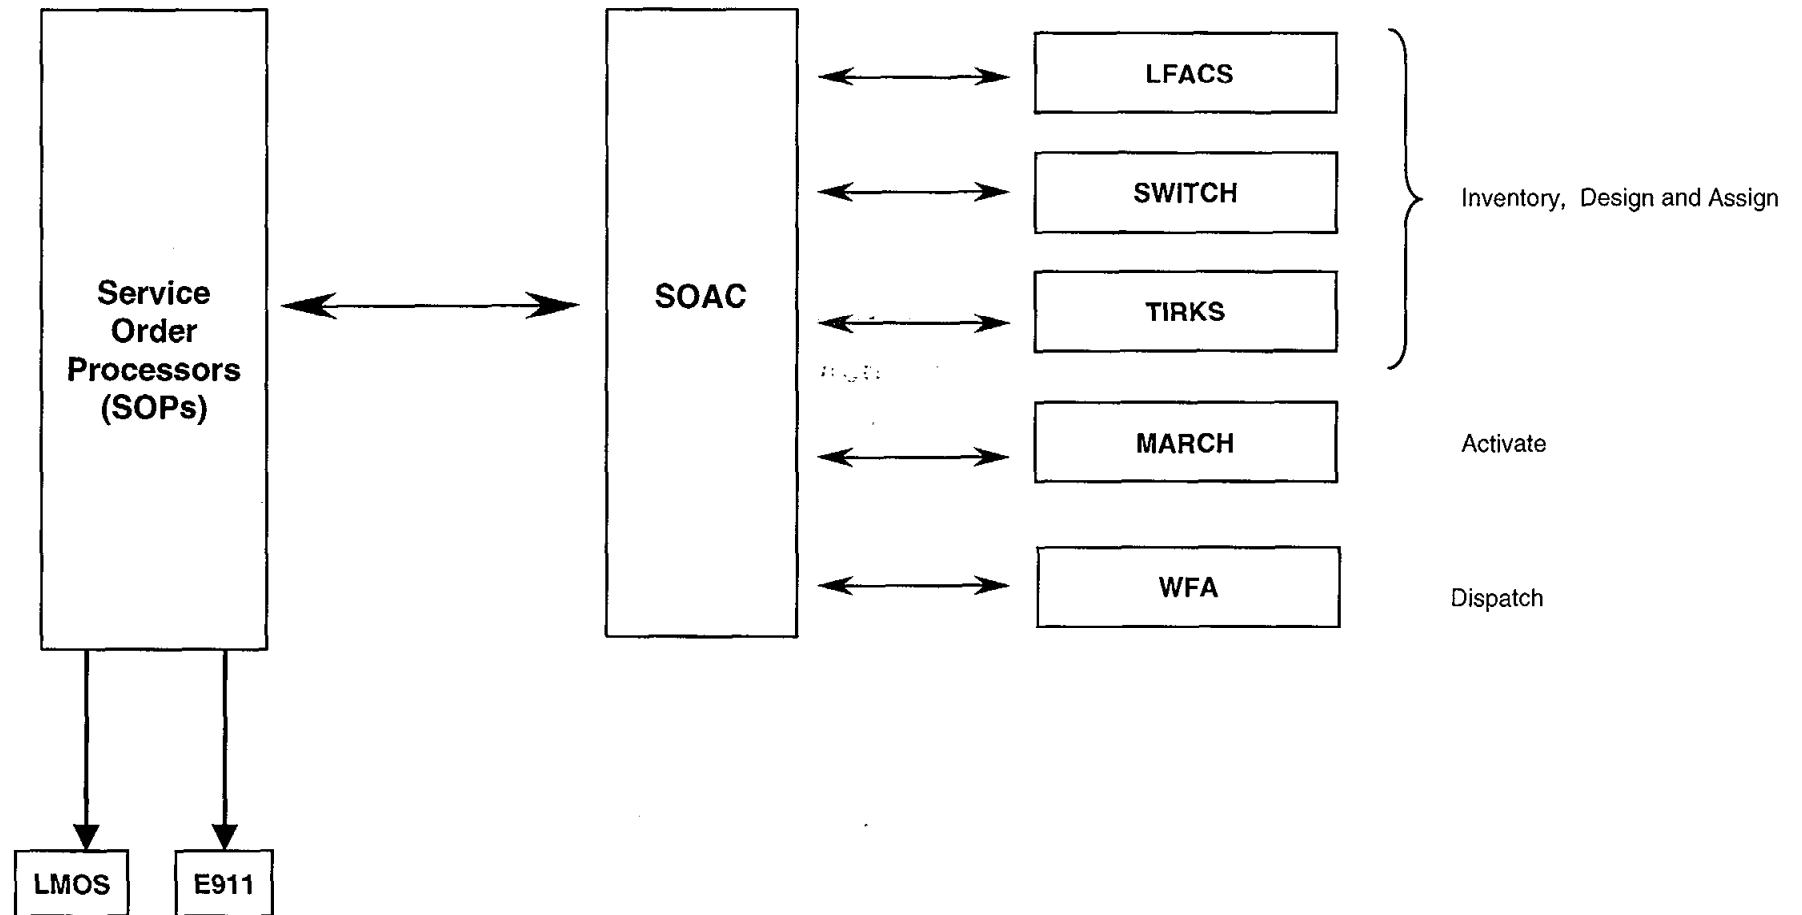 Service
Order
Processors
(SOPs)
SOAC
LFACS
SWITCH
TIRKS
MARCH
WFA
Inventory, Design and Assign
Activate
Dispatch
LMOS
E911